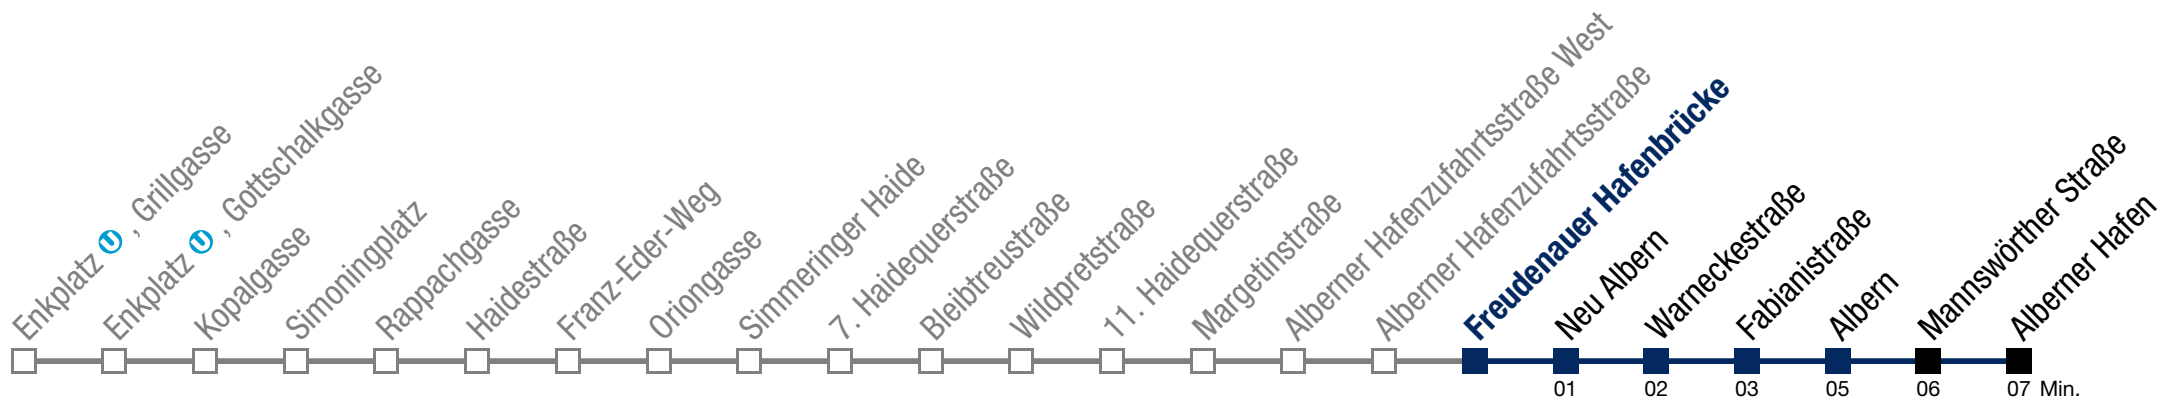 Enkplatz U, Grillgasse
Enkplatz U, Gottschalkgasse
Kopalgasse
Simoningplatz
Rappachgasse
Haidestraße
Franz-Eder-Weg
Oriongasse
Simmeringer Haide
7. Haidequerstraße
Bleibtreustraße
Wildpretstraße
11. Haidequerstraße
Margetinstraße
Alberner Hafenzufahrtsstraße West
Alberner Hafenzufahrtsstraße
Freudenauer Hafenbrücke
Neu Albern
Warneckestraße
Fabianistraße
Albern
Mannswörther Straße
Alberner Hafen
01 02 03 05 06 07 Min.